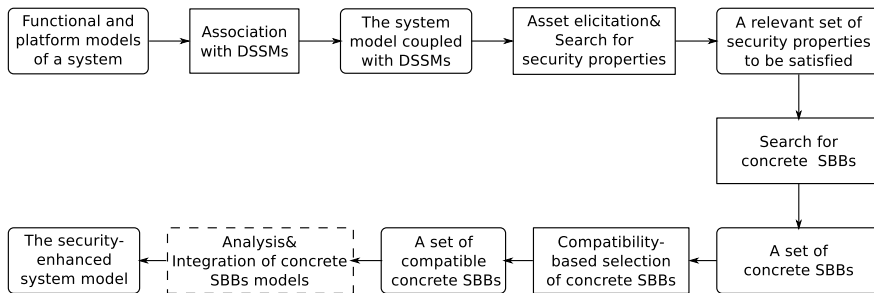 Functional and
platform models
of a system
Association
with DSSMs
The system
model coupled
with DSSMs
Asset elicitation&
Search for
security properties
A relevant set of
security properties
to be satisfied
Search for
concrete SBBs
A set of
concrete SBBs
Compatibility-
based selection
of concrete SBBs
A set of
compatible
concrete SBBs
Analysis&
Integration of concrete
SBBs models
The security-
enhanced
system model